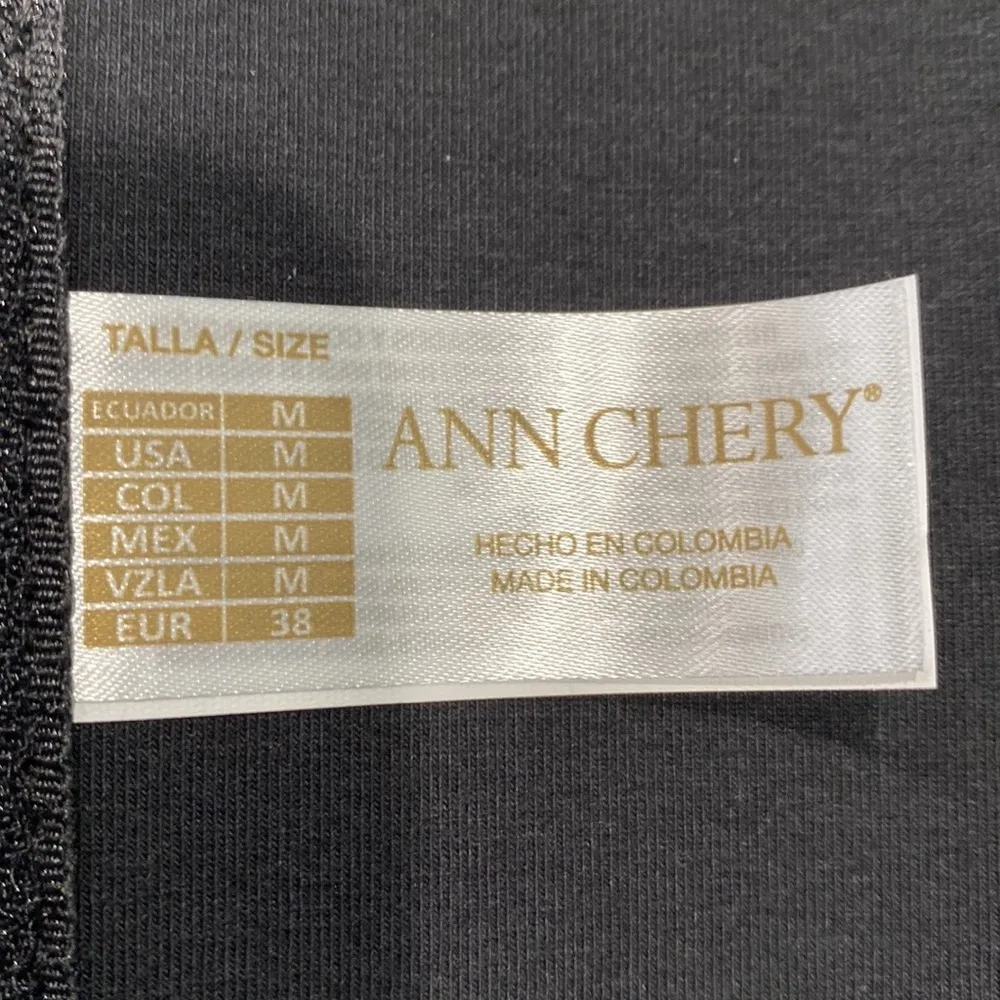 TALLA / SIZE
ECUADOR M
USA M
COL M
MEX M
VZLA M
EUR 38
ANN CHERY®
HECHO EN COLOMBIA
MADE IN COLOMBIA